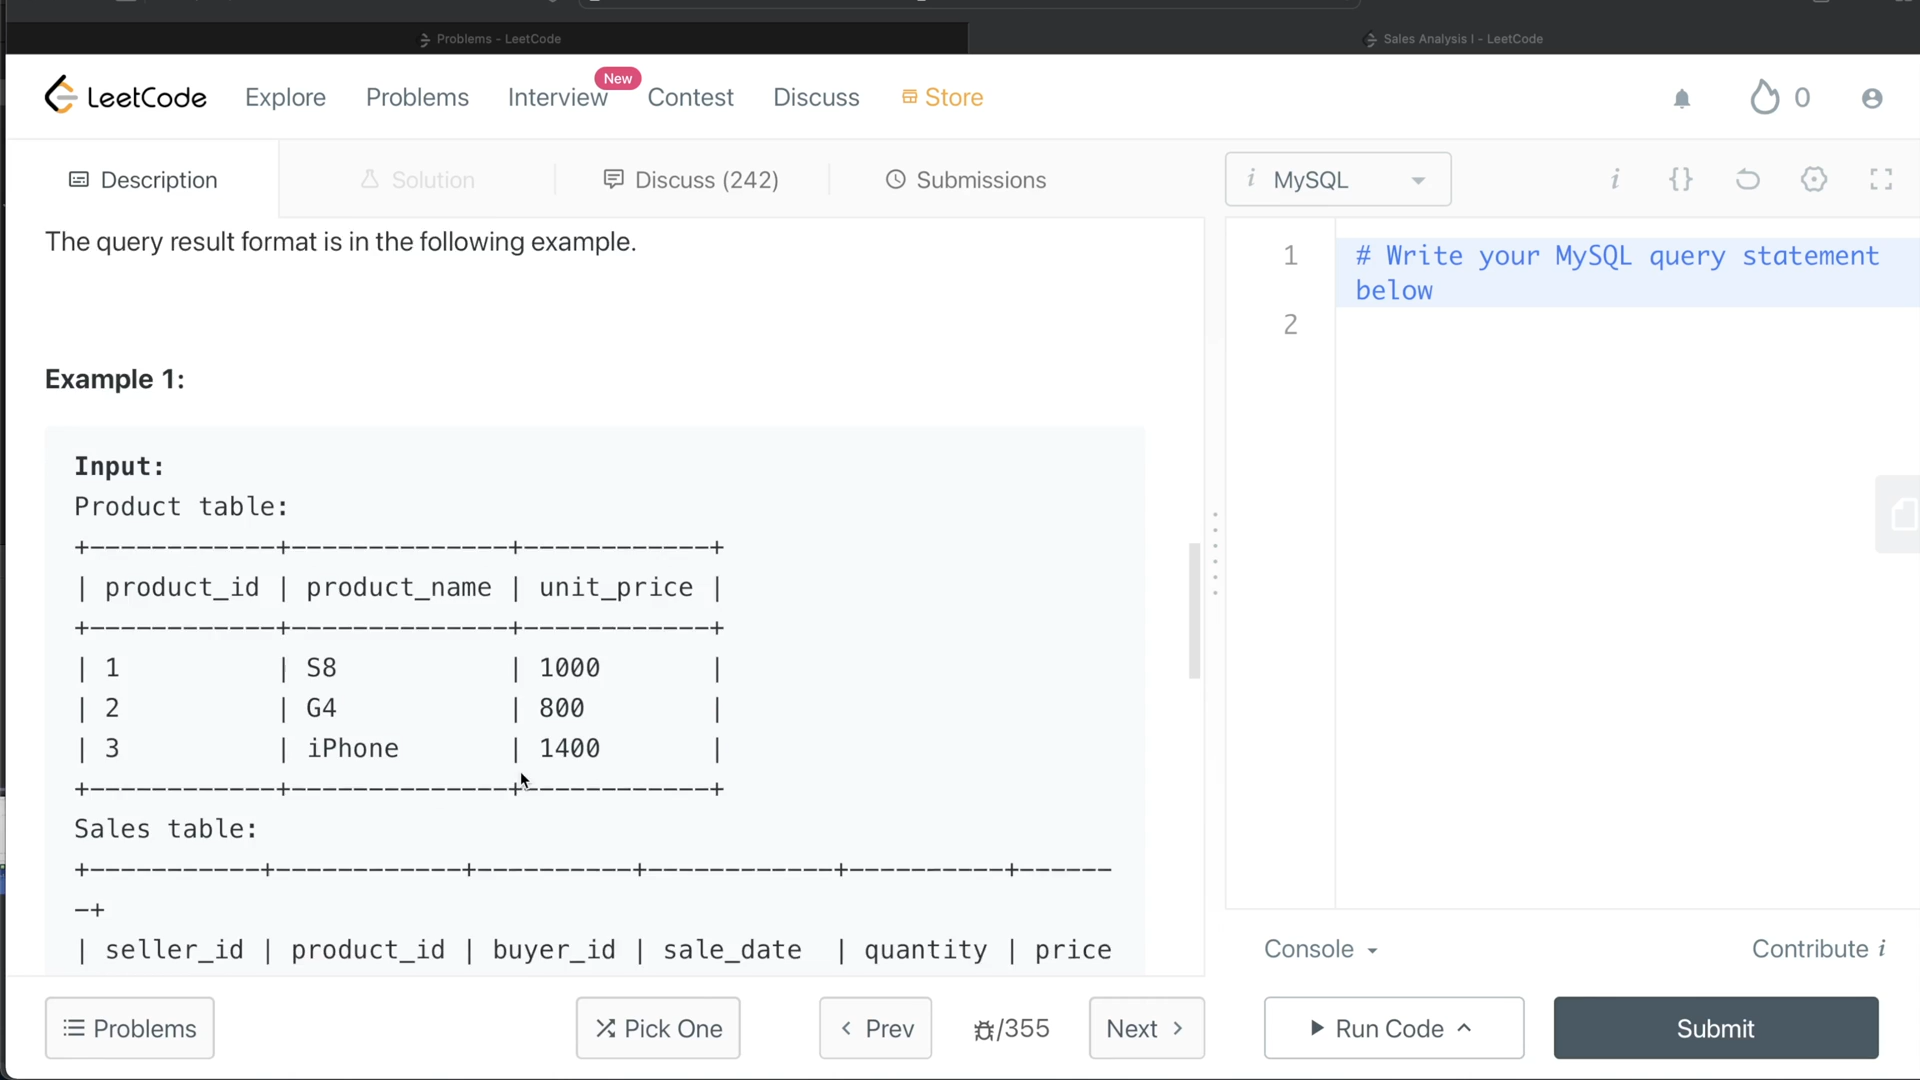 Problems - LeetCode
Sales Analysis I - LeetCode
LeetCode
Explore
Problems
Interview
New
Contest
Discuss
Store
0
Description
Solution
Discuss (242)
Submissions
i MySQL
i
{}
The query result format is in the following example.
1 # Write your MySQL query statement
below
2
Example 1:
Input:
Product table:
+------------+--------------+------------+
| product_id | product_name | unit_price |
+------------+--------------+------------+
| 1          | S8           | 1000       |
| 2          | G4           | 800        |
| 3          | iPhone       | 1400       |
+------------+--------------+------------+
Sales table:
+-----------+------------+----------+------------+----------+------
-+
| seller_id | product_id | buyer_id | sale_date  | quantity | price
Console
Contribute i
Problems
Pick One
Prev
/355
Next
Run Code
Submit